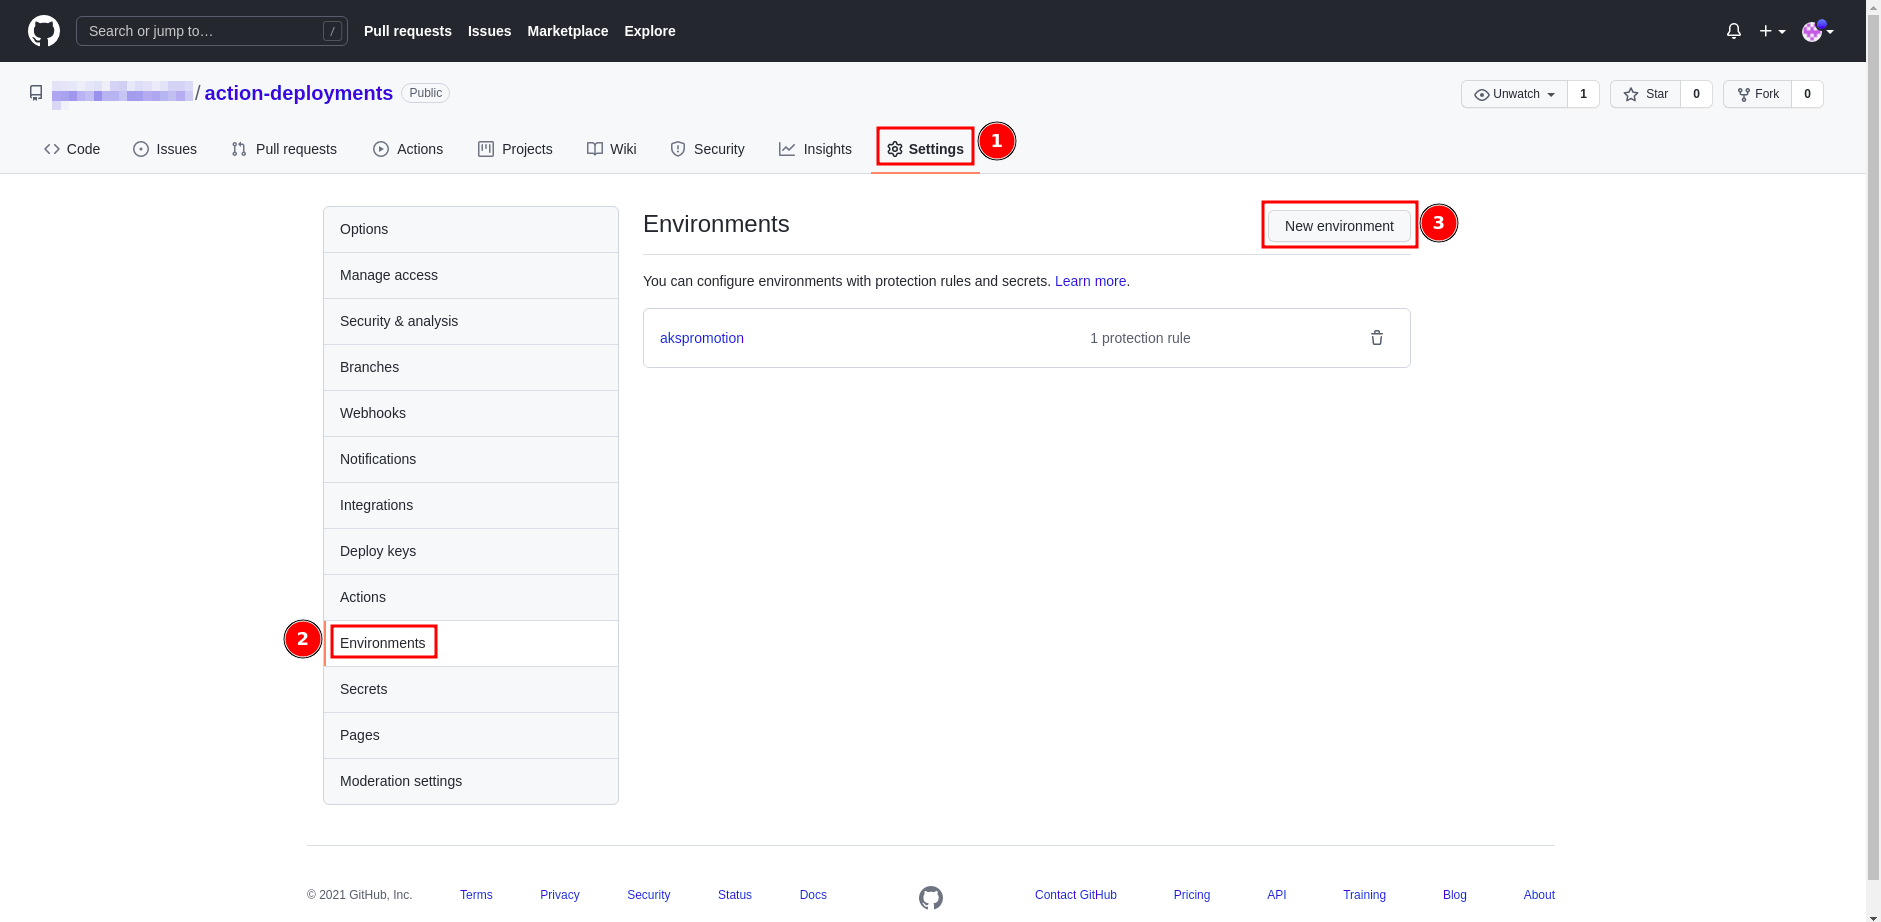 Search or jump to… /
Pull requests Issues Marketplace Explore
/ action-deployments Public
Unwatch 1 Star 0 Fork 0
Code Issues Pull requests Actions Projects Wiki Security Insights Settings 1
Options
Manage access
Security & analysis
Branches
Webhooks
Notifications
Integrations
Deploy keys
Actions
2 Environments
Secrets
Pages
Moderation settings
Environments
New environment 3
You can configure environments with protection rules and secrets. Learn more.
akspromotion 1 protection rule
© 2021 GitHub, Inc. Terms Privacy Security Status Docs Contact GitHub Pricing API Training Blog About